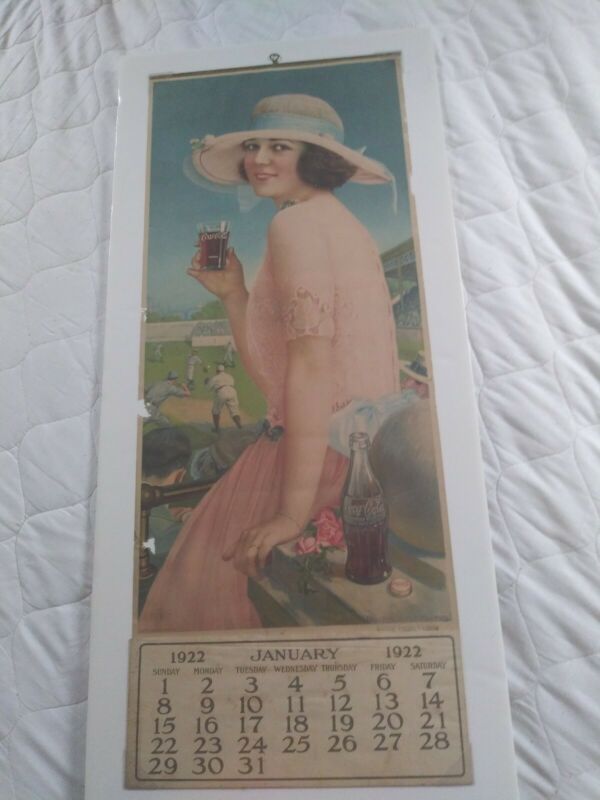 Coca-Cola
Coca-Cola
1922 JANUARY 1922
SUNDAY MONDAY TUESDAY WEDNESDAY THURSDAY FRIDAY SATURDAY
1 2 3 4 5 6 7
8 9 10 11 12 13 14
15 16 17 18 19 20 21
22 23 24 25 26 27 28
29 30 31